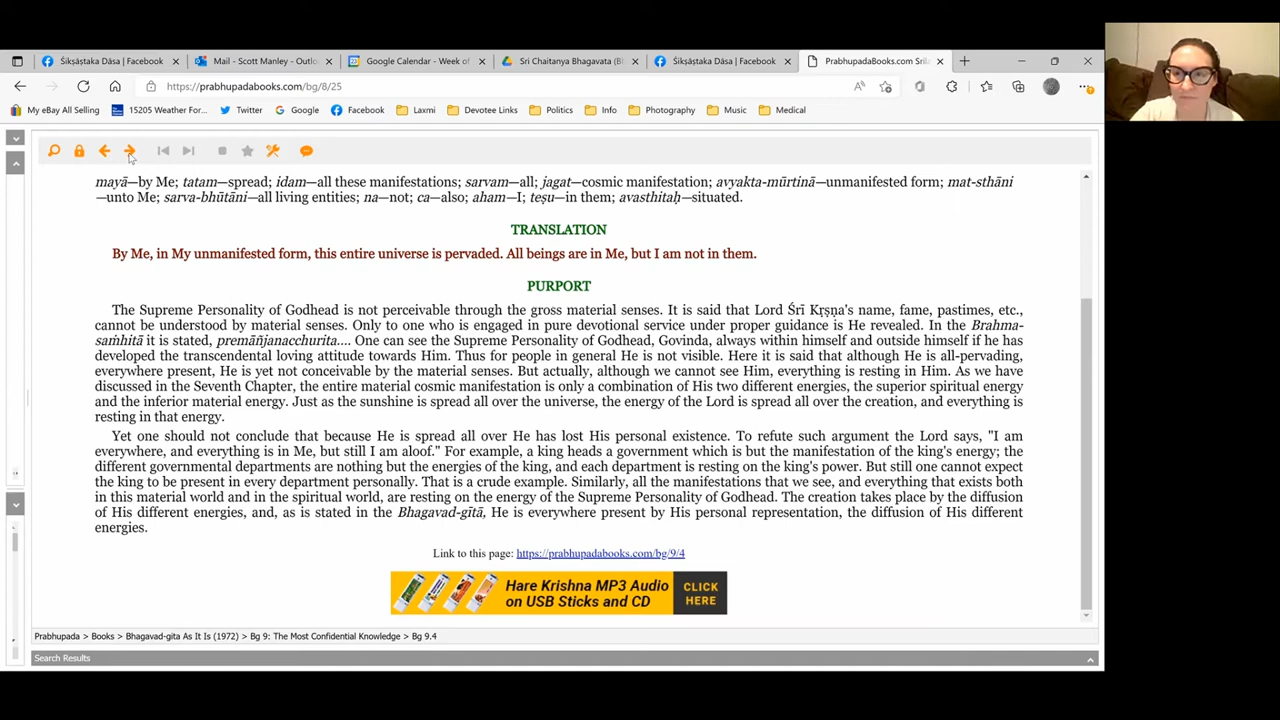 Śikṣāṣtaka Dāsa | Facebook
Mail - Scott Manley - Outlo
Google Calendar - Week of
Sri Chaitanya Bhagavata (B
Śikṣāṣtaka Dāsa | Facebook
PrabhupadaBooks.com Srila
https://prabhupadabooks.com/bg/8/25
My eBay All Selling
15205 Weather For...
Twitter
Google
Facebook
Laxmi
Devotee Links
Politics
Info
Photography
Music
Medical
mayā—by Me; tatam—spread; idam—all these manifestations; sarvam—all; jagat—cosmic manifestation; avyakta-mūrtinā—unmanifested form; mat-sthāni
—unto Me; sarva-bhūtāni—all living entities; na—not; ca—also; aham—I; teṣu—in them; avasthitaḥ—situated.
TRANSLATION
By Me, in My unmanifested form, this entire universe is pervaded. All beings are in Me, but I am not in them.
PURPORT
The Supreme Personality of Godhead is not perceivable through the gross material senses. It is said that Lord Śrī Kṛṣṇa's name, fame, pastimes, etc.,
cannot be understood by material senses. Only to one who is engaged in pure devotional service under proper guidance is He revealed. In the Brahma-
saṁhitā it is stated, premāñjanacchurita.... One can see the Supreme Personality of Godhead, Govinda, always within himself and outside himself if he has
developed the transcendental loving attitude towards Him. Thus for people in general He is not visible. Here it is said that although He is all-pervading,
everywhere present, He is yet not conceivable by the material senses. But actually, although we cannot see Him, everything is resting in Him. As we have
discussed in the Seventh Chapter, the entire material cosmic manifestation is only a combination of His two different energies, the superior spiritual energy
and the inferior material energy. Just as the sunshine is spread all over the universe, the energy of the Lord is spread all over the creation, and everything is
resting in that energy.
Yet one should not conclude that because He is spread all over He has lost His personal existence. To refute such argument the Lord says, "I am
everywhere, and everything is in Me, but still I am aloof." For example, a king heads a government which is but the manifestation of the king's energy; the
different governmental departments are nothing but the energies of the king, and each department is resting on the king's power. But still one cannot expect
the king to be present in every department personally. That is a crude example. Similarly, all the manifestations that we see, and everything that exists both
in this material world and in the spiritual world, are resting on the energy of the Supreme Personality of Godhead. The creation takes place by the diffusion
of His different energies, and, as is stated in the Bhagavad-gītā, He is everywhere present by His personal representation, the diffusion of His different
energies.
Link to this page: https://prabhupadabooks.com/bg/9/4
Hare Krishna MP3 Audio
on USB Sticks and CD
CLICK
HERE
Prabhupada > Books > Bhagavad-gita As It Is (1972) > Bg 9: The Most Confidential Knowledge > Bg 9.4
Search Results